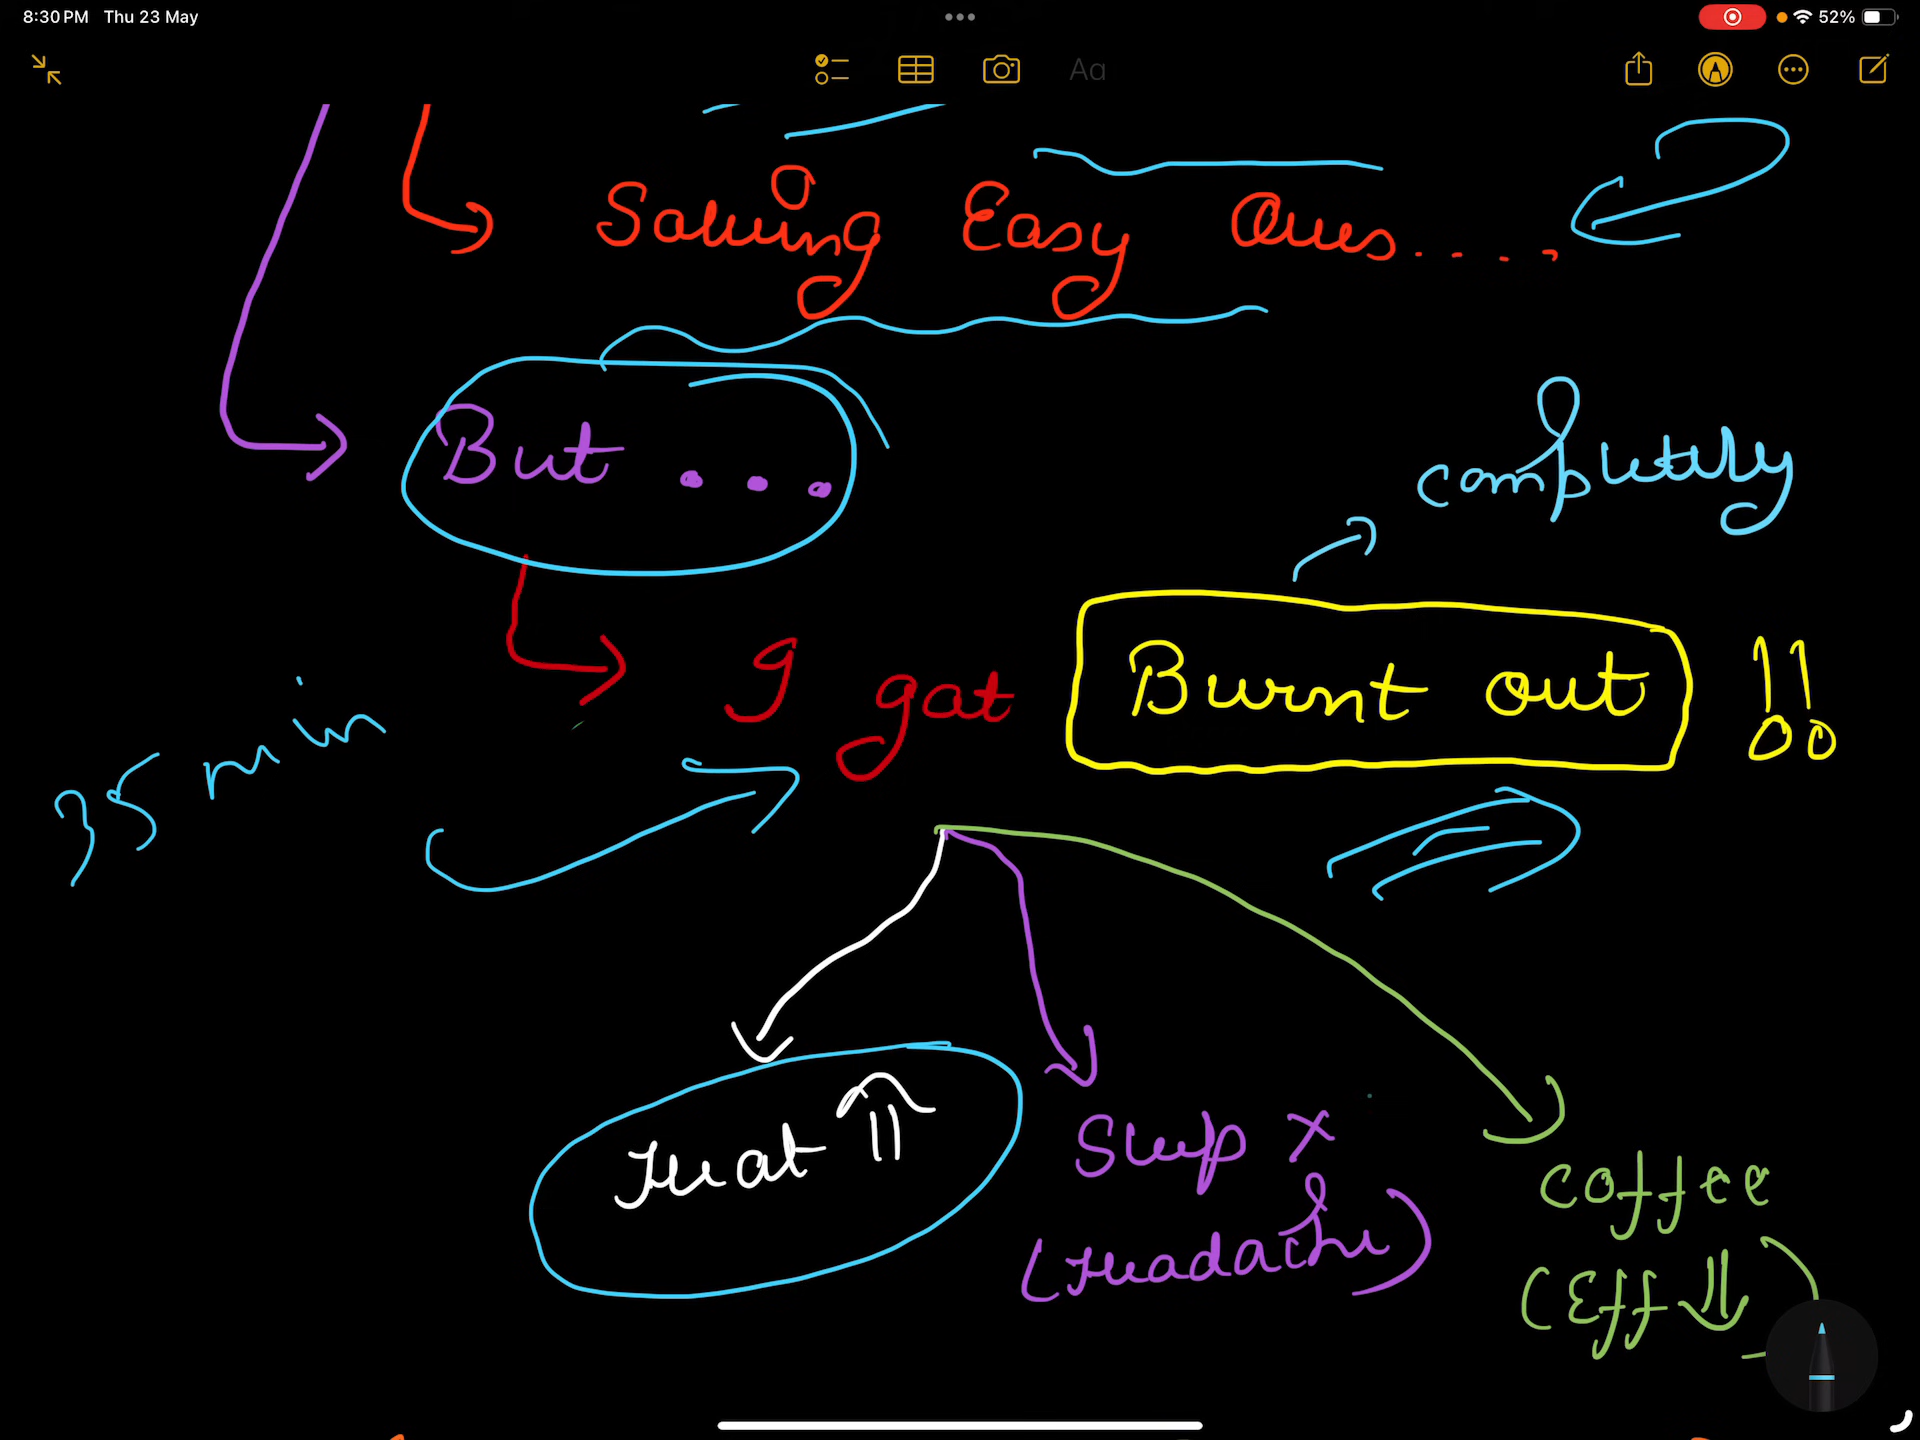 8:30 PM Thu 23 May
52%
Aa
Solving Easy Ques.....
But ...
completely
I got Burnt out !!
35 min
Heat ⇑
Sleep x
(Headache)
coffee
(Eff ⇓)